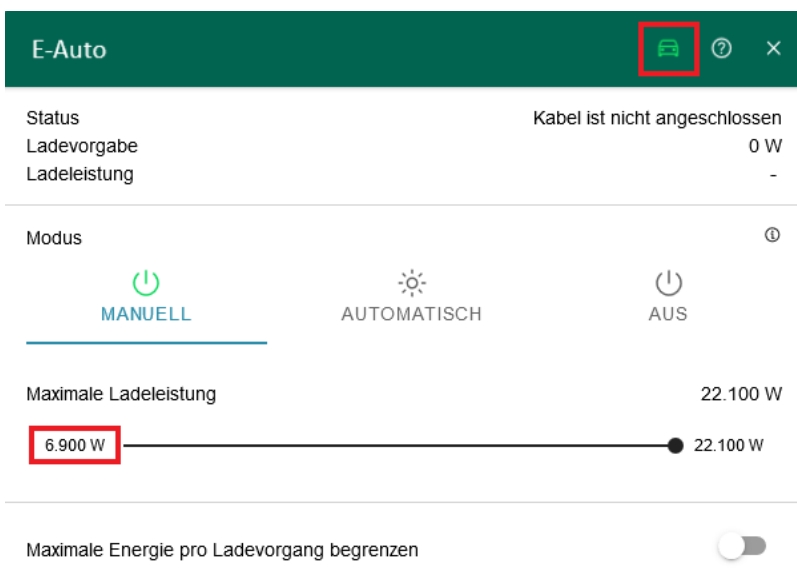 E-Auto
Status Kabel ist nicht angeschlossen
Ladevorgabe 0 W
Ladeleistung -
Modus
MANUELL AUTOMATISCH AUS
Maximale Ladeleistung 22.100 W
6.900 W 22.100 W
Maximale Energie pro Ladevorgang begrenzen